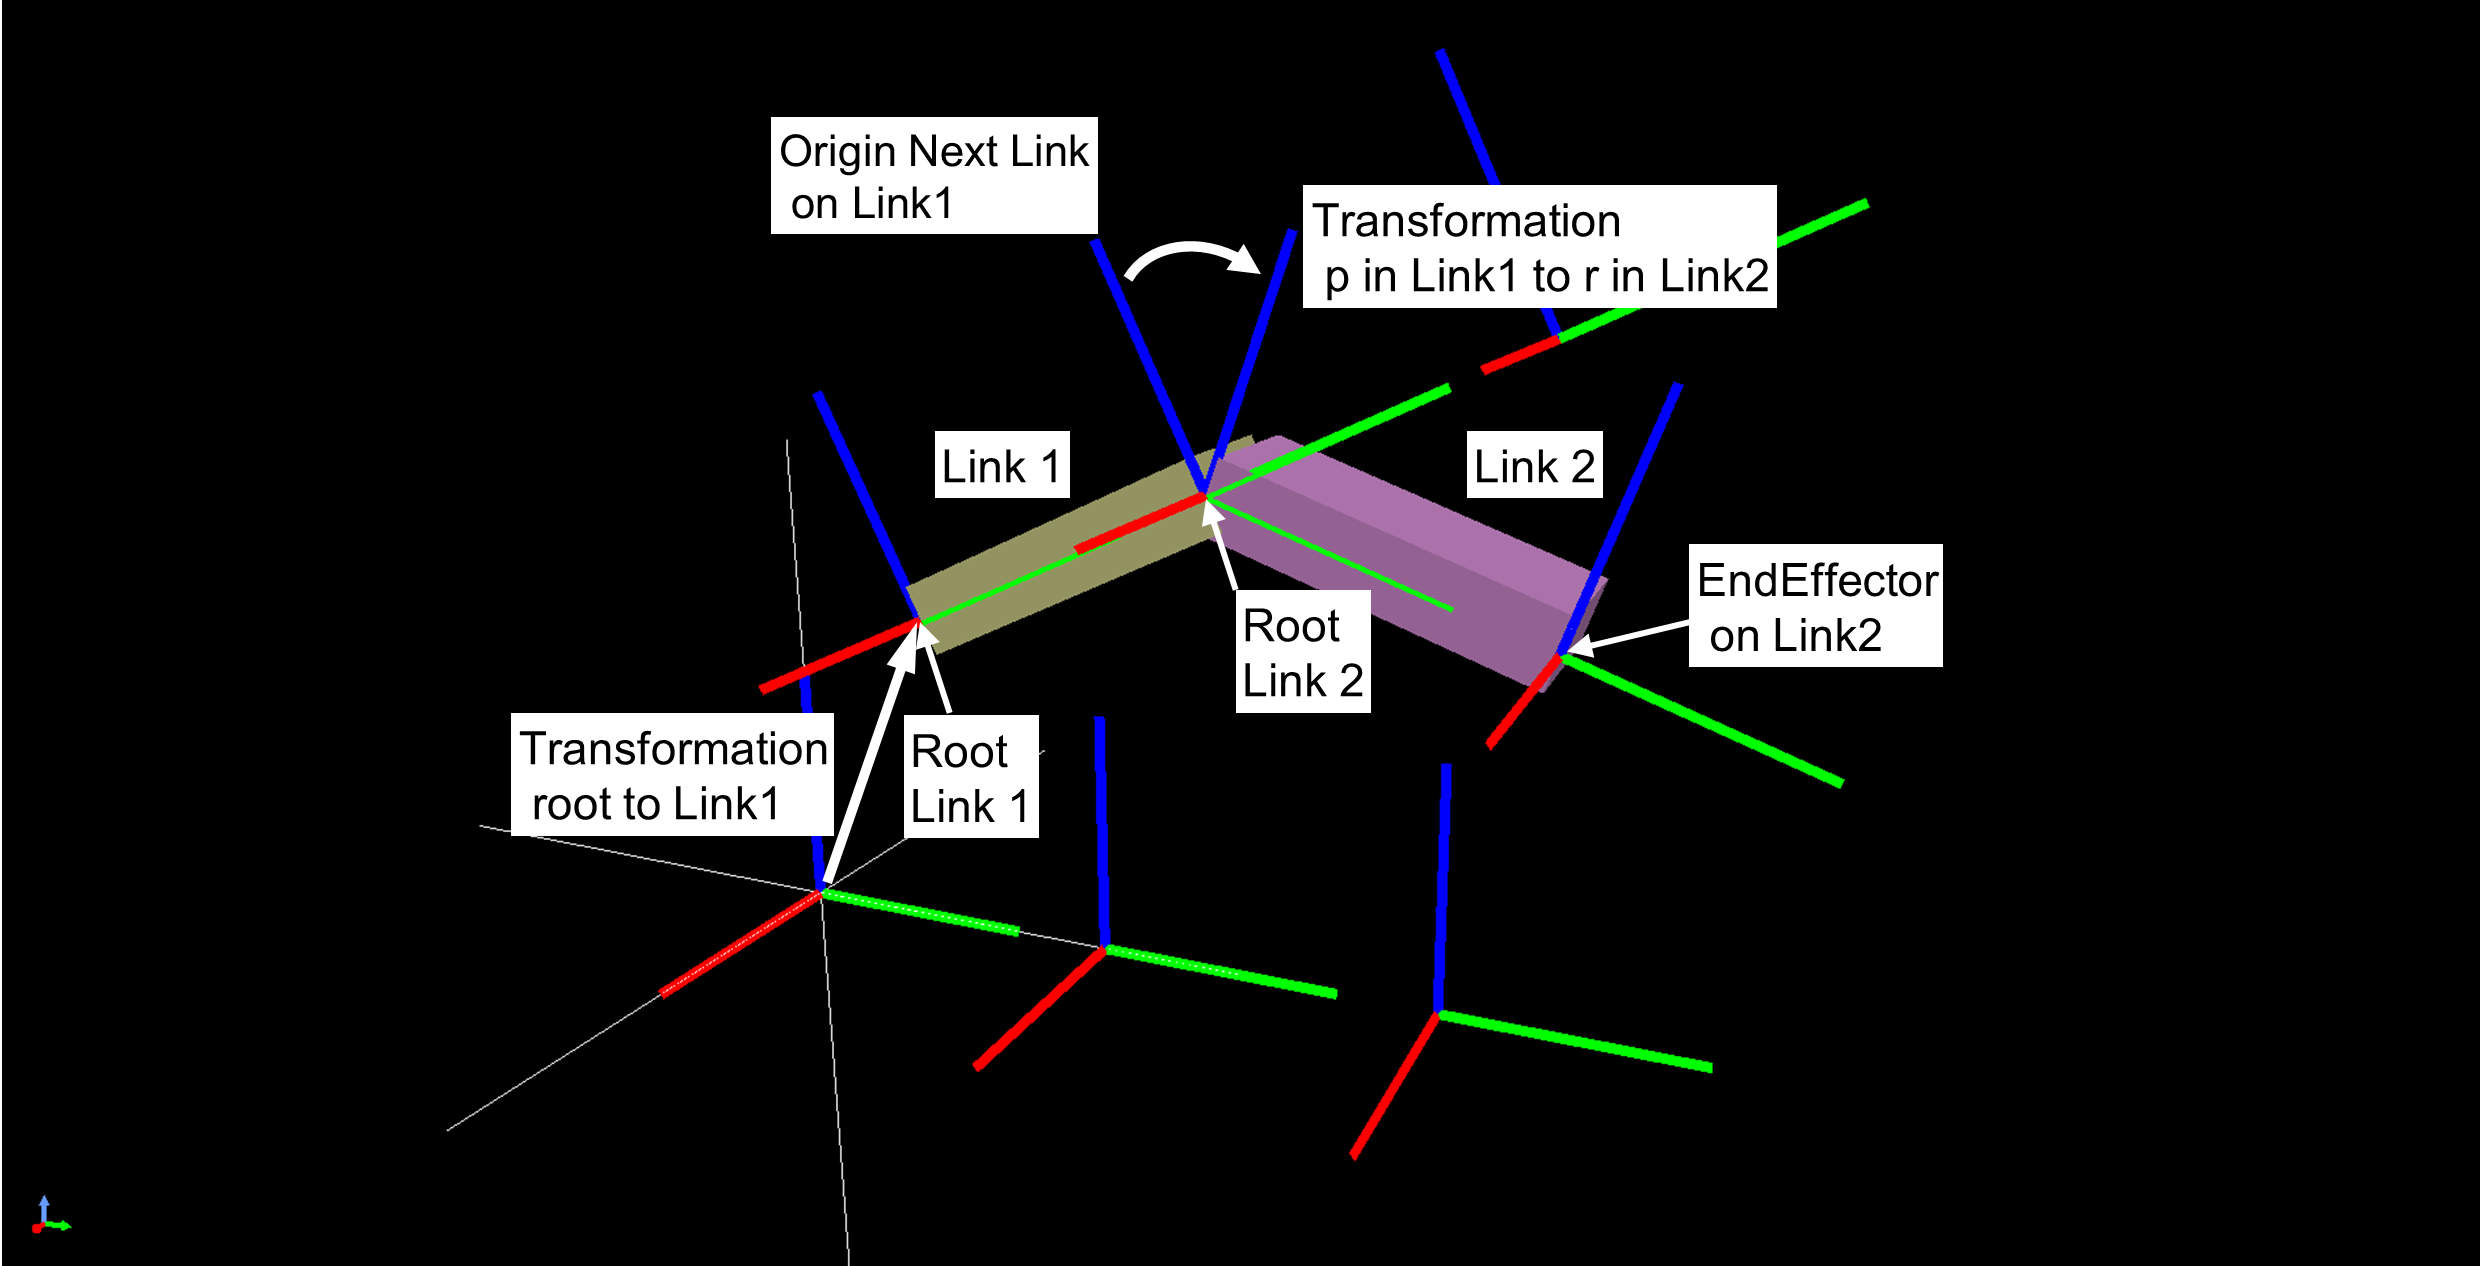 Origin Next Link
on Link1
Transformation
p in Link1 to r in Link2
Link 1
Link 2
EndEffector
on Link2
Root
Link 2
Transformation
root to Link1
Root
Link 1